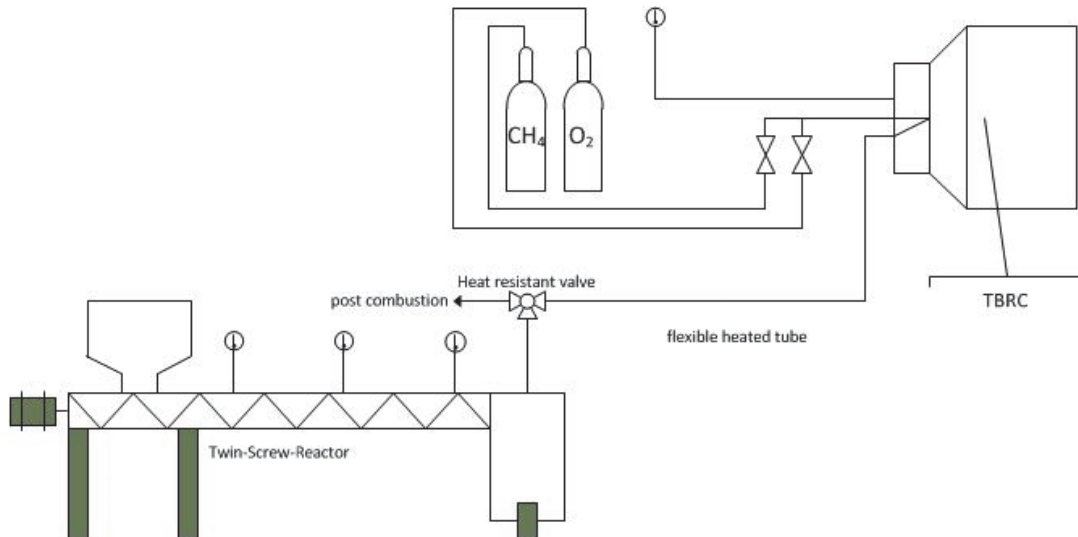 CH₄
O₂
Heat resistant valve
post combustion
TBRC
flexible heated tube
Twin-Screw-Reactor